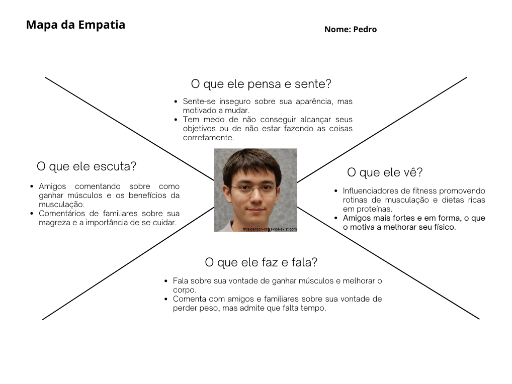 Mapa da Empatia
Nome: Pedro
O que ele pensa e sente?
• Sente-se inseguro sobre sua aparência, mas
motivado a mudar.
• Tem medo de não conseguir alcançar seus
objetivos ou de não estar fazendo as coisas
corretamente.
O que ele escuta?
• Amigos comentando sobre como
ganhar músculos e os benefícios da
musculação.
• Comentários de familiares sobre sua
magreza e a importância de se cuidar.
O que ele vê?
• Influenciadores de fitness promovendo
rotinas de musculação e dietas ricas
em proteínas.
• Amigos mais fortes e em forma, o que
o motiva a melhorar seu físico.
O que ele faz e fala?
• Fala sobre sua vontade de ganhar músculos e melhorar o
corpo.
• Comenta com amigos e familiares sobre sua vontade de
perder peso, mas admite que falta tempo.